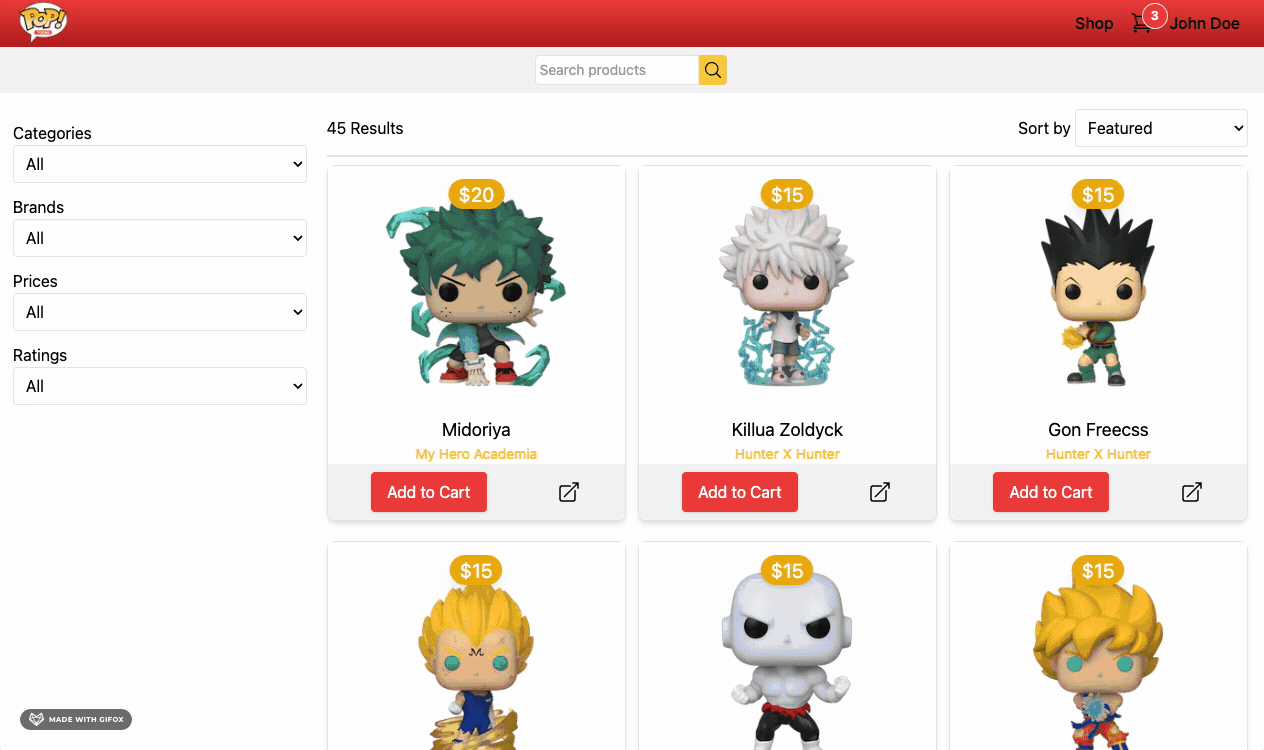 POP!
Shop
3
John Doe
Search products
45 Results
Sort by
Featured
Categories
All
Brands
All
Prices
All
Ratings
All
$20
$15
$15
Midoriya
Killua Zoldyck
Gon Freecss
My Hero Academia
Hunter X Hunter
Hunter X Hunter
Add to Cart
Add to Cart
Add to Cart
$15
$15
$15
MADE WITH GIFOX